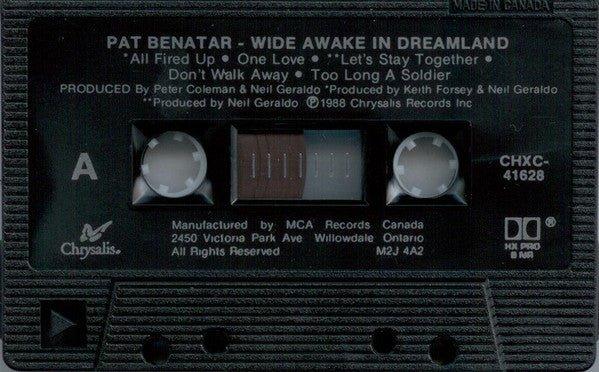 MADE IN CANADA
PAT BENATAR - WIDE AWAKE IN DREAMLAND
*All Fired Up • One Love • **Let's Stay Together •
Don't Walk Away • Too Long A Soldier
PRODUCED By Peter Coleman & Neil Geraldo *Produced by Keith Forsey & Neil Geraldo
**Produced by Neil Geraldo ℗1988 Chrysalis Records Inc
A
CHXC-
41628
Chrysalis®
Manufactured by MCA Records Canada
2450 Victoria Park Ave Willowdale Ontario
All Rights Reserved M2J 4A2
®
HX PRO
B NR